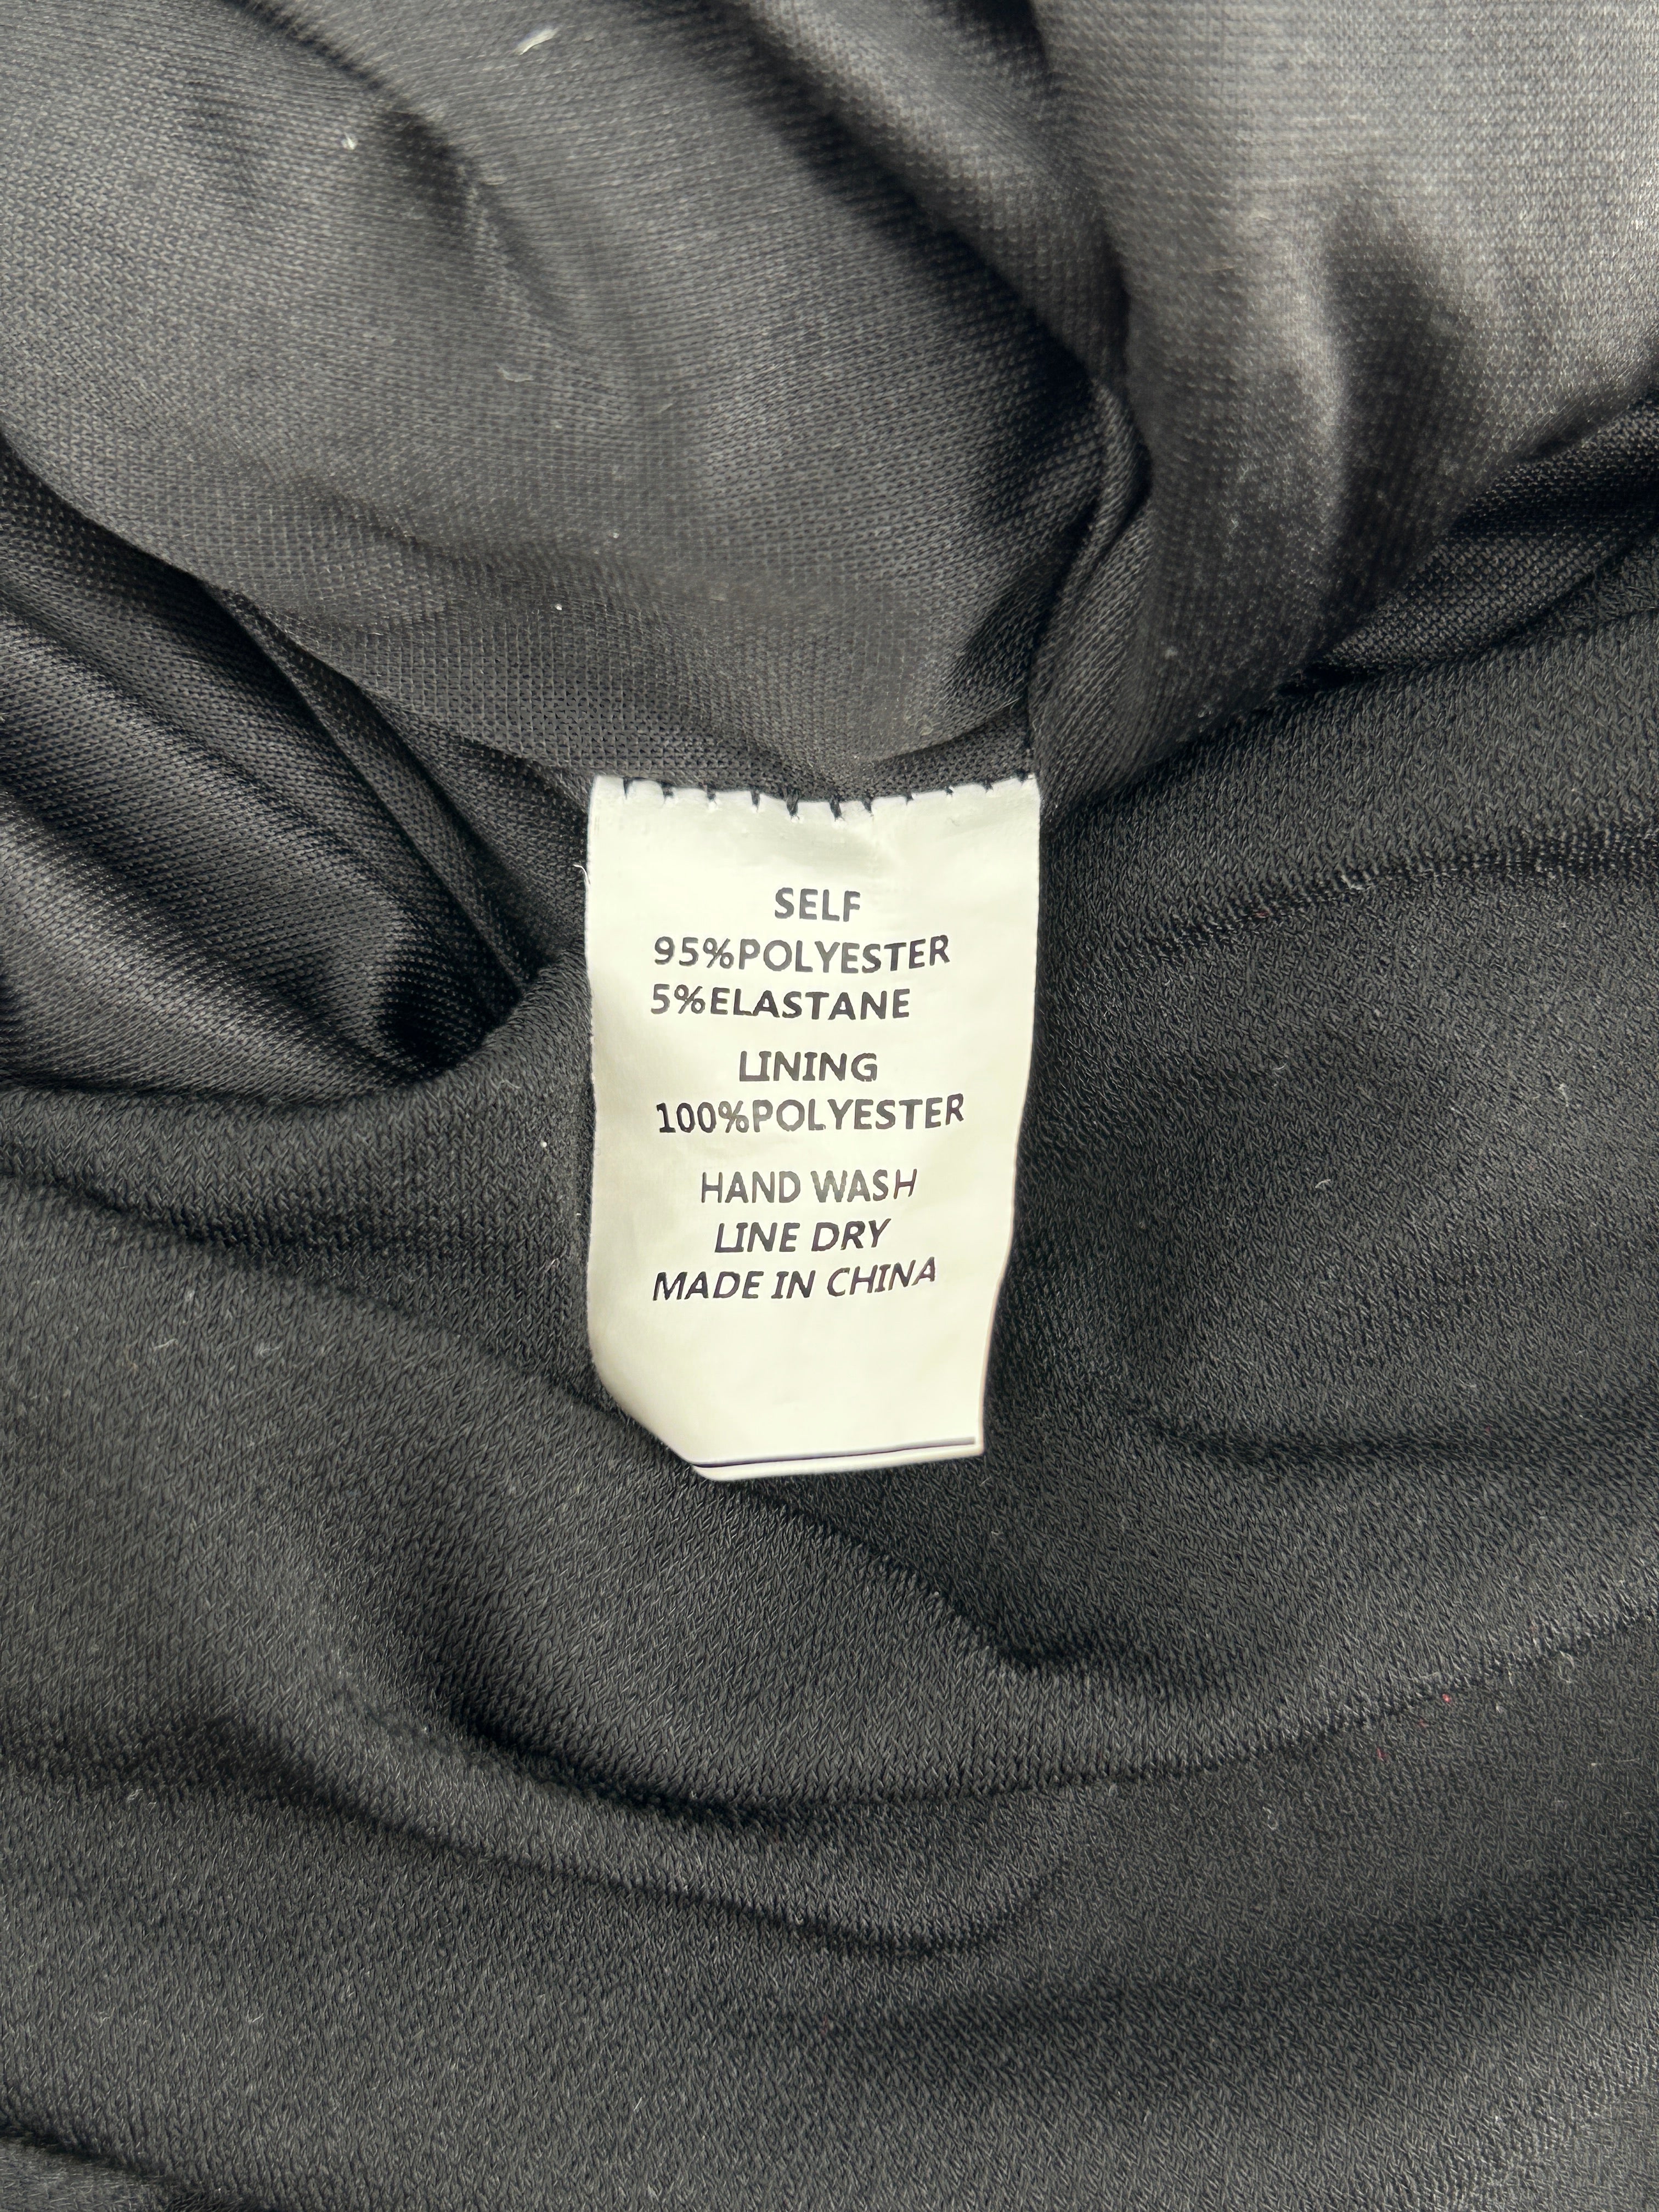 SELF
95%POLYESTER
5%ELASTANE
LINING
100%POLYESTER
HAND WASH
LINE DRY
MADE IN CHINA